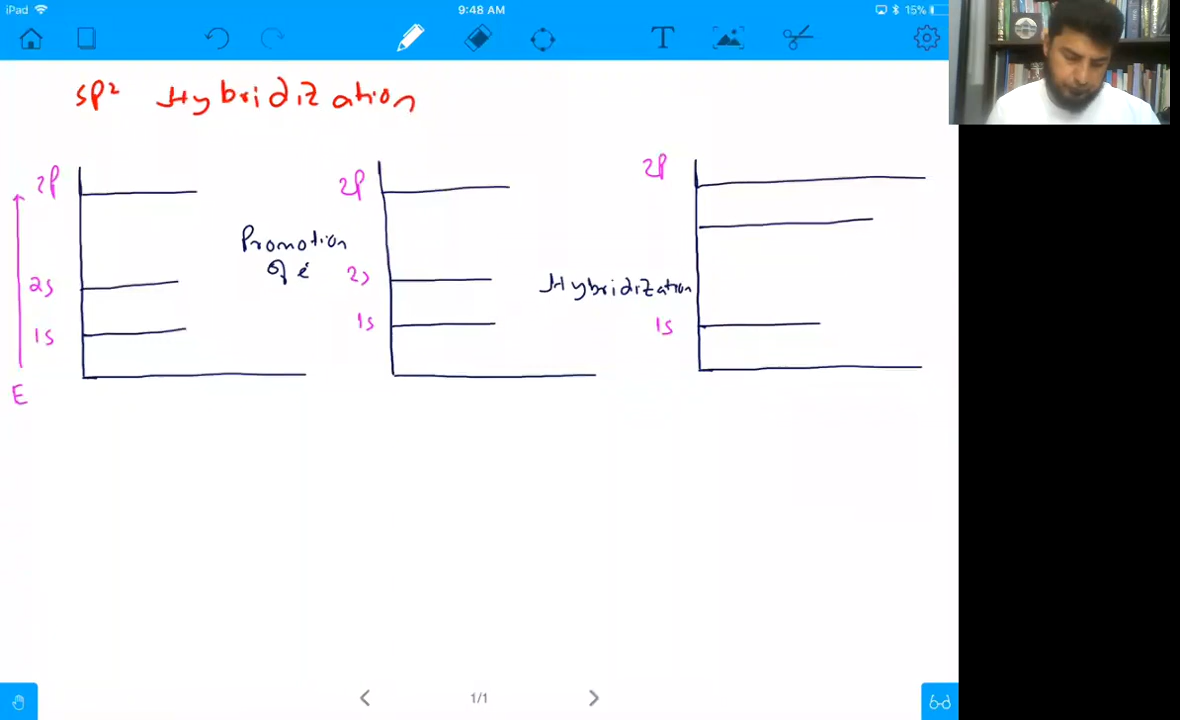 iPad
9:48 AM
15%
T
sp² Hybridization
2P
2s
1s
E
Promotion
of e⁻
2P
2s
1s
Hybridization
2P
1s
1/1